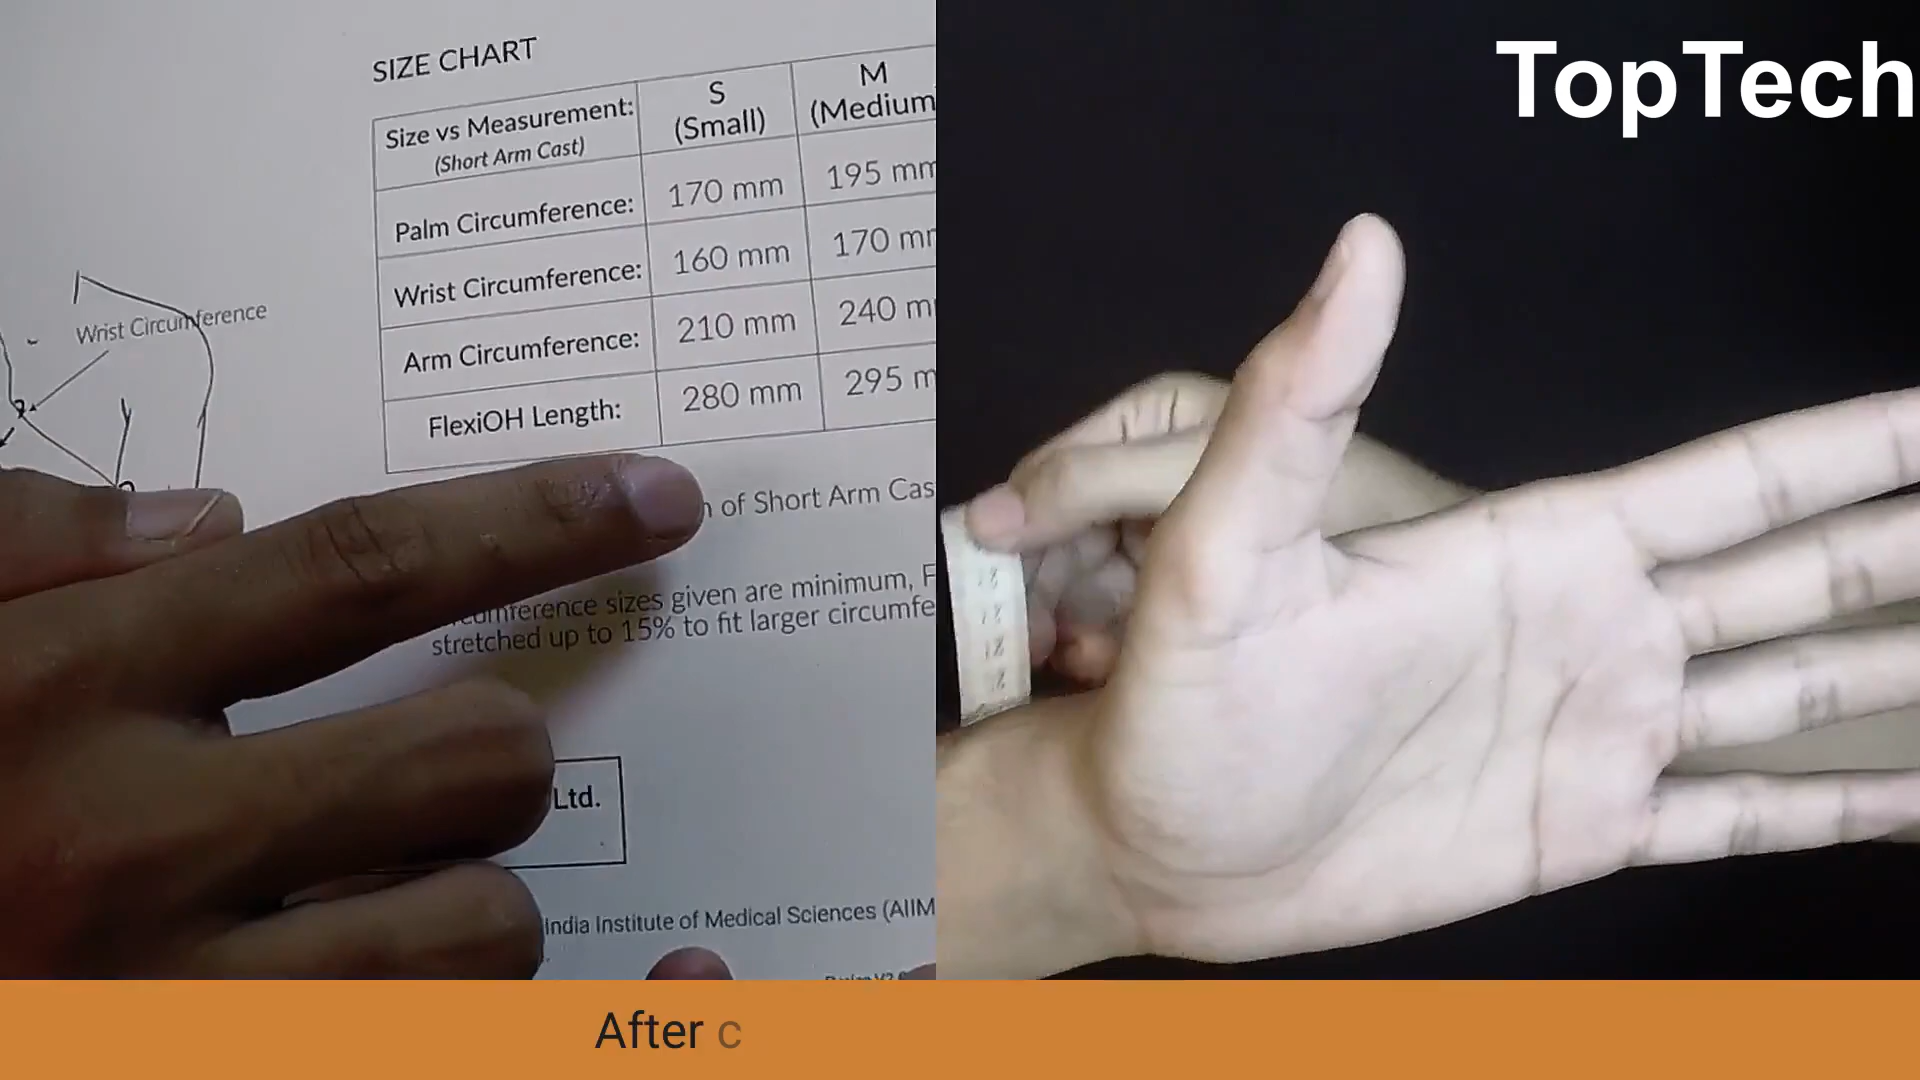 SIZE CHART
Size vs Measurement:
(Short Arm Cast)
S
(Small)
M
(Medium
Palm Circumference:
170 mm
195 mm
Wrist Circumference:
160 mm
170 m
Arm Circumference:
210 mm
240 m
FlexiOH Length:
280 mm
295 m
Wrist Circumference
of Short Arm Cas
circumference sizes given are minimum, F
stretched up to 15% to fit larger circumfe
Ltd.
India Institute of Medical Sciences (AIIM
TopTech
After c